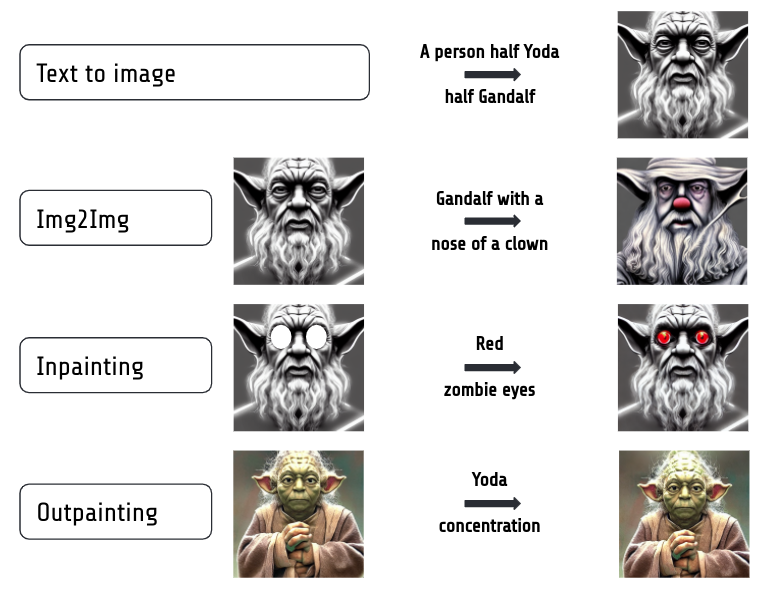 Text to image
A person half Yoda
half Gandalf
Img2Img
Gandalf with a
nose of a clown
Inpainting
Red
zombie eyes
Outpainting
Yoda
concentration